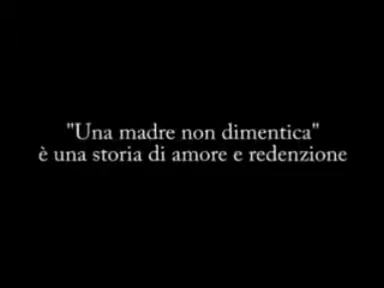 "Una madre non dimentica"
è una storia di amore e redenzione